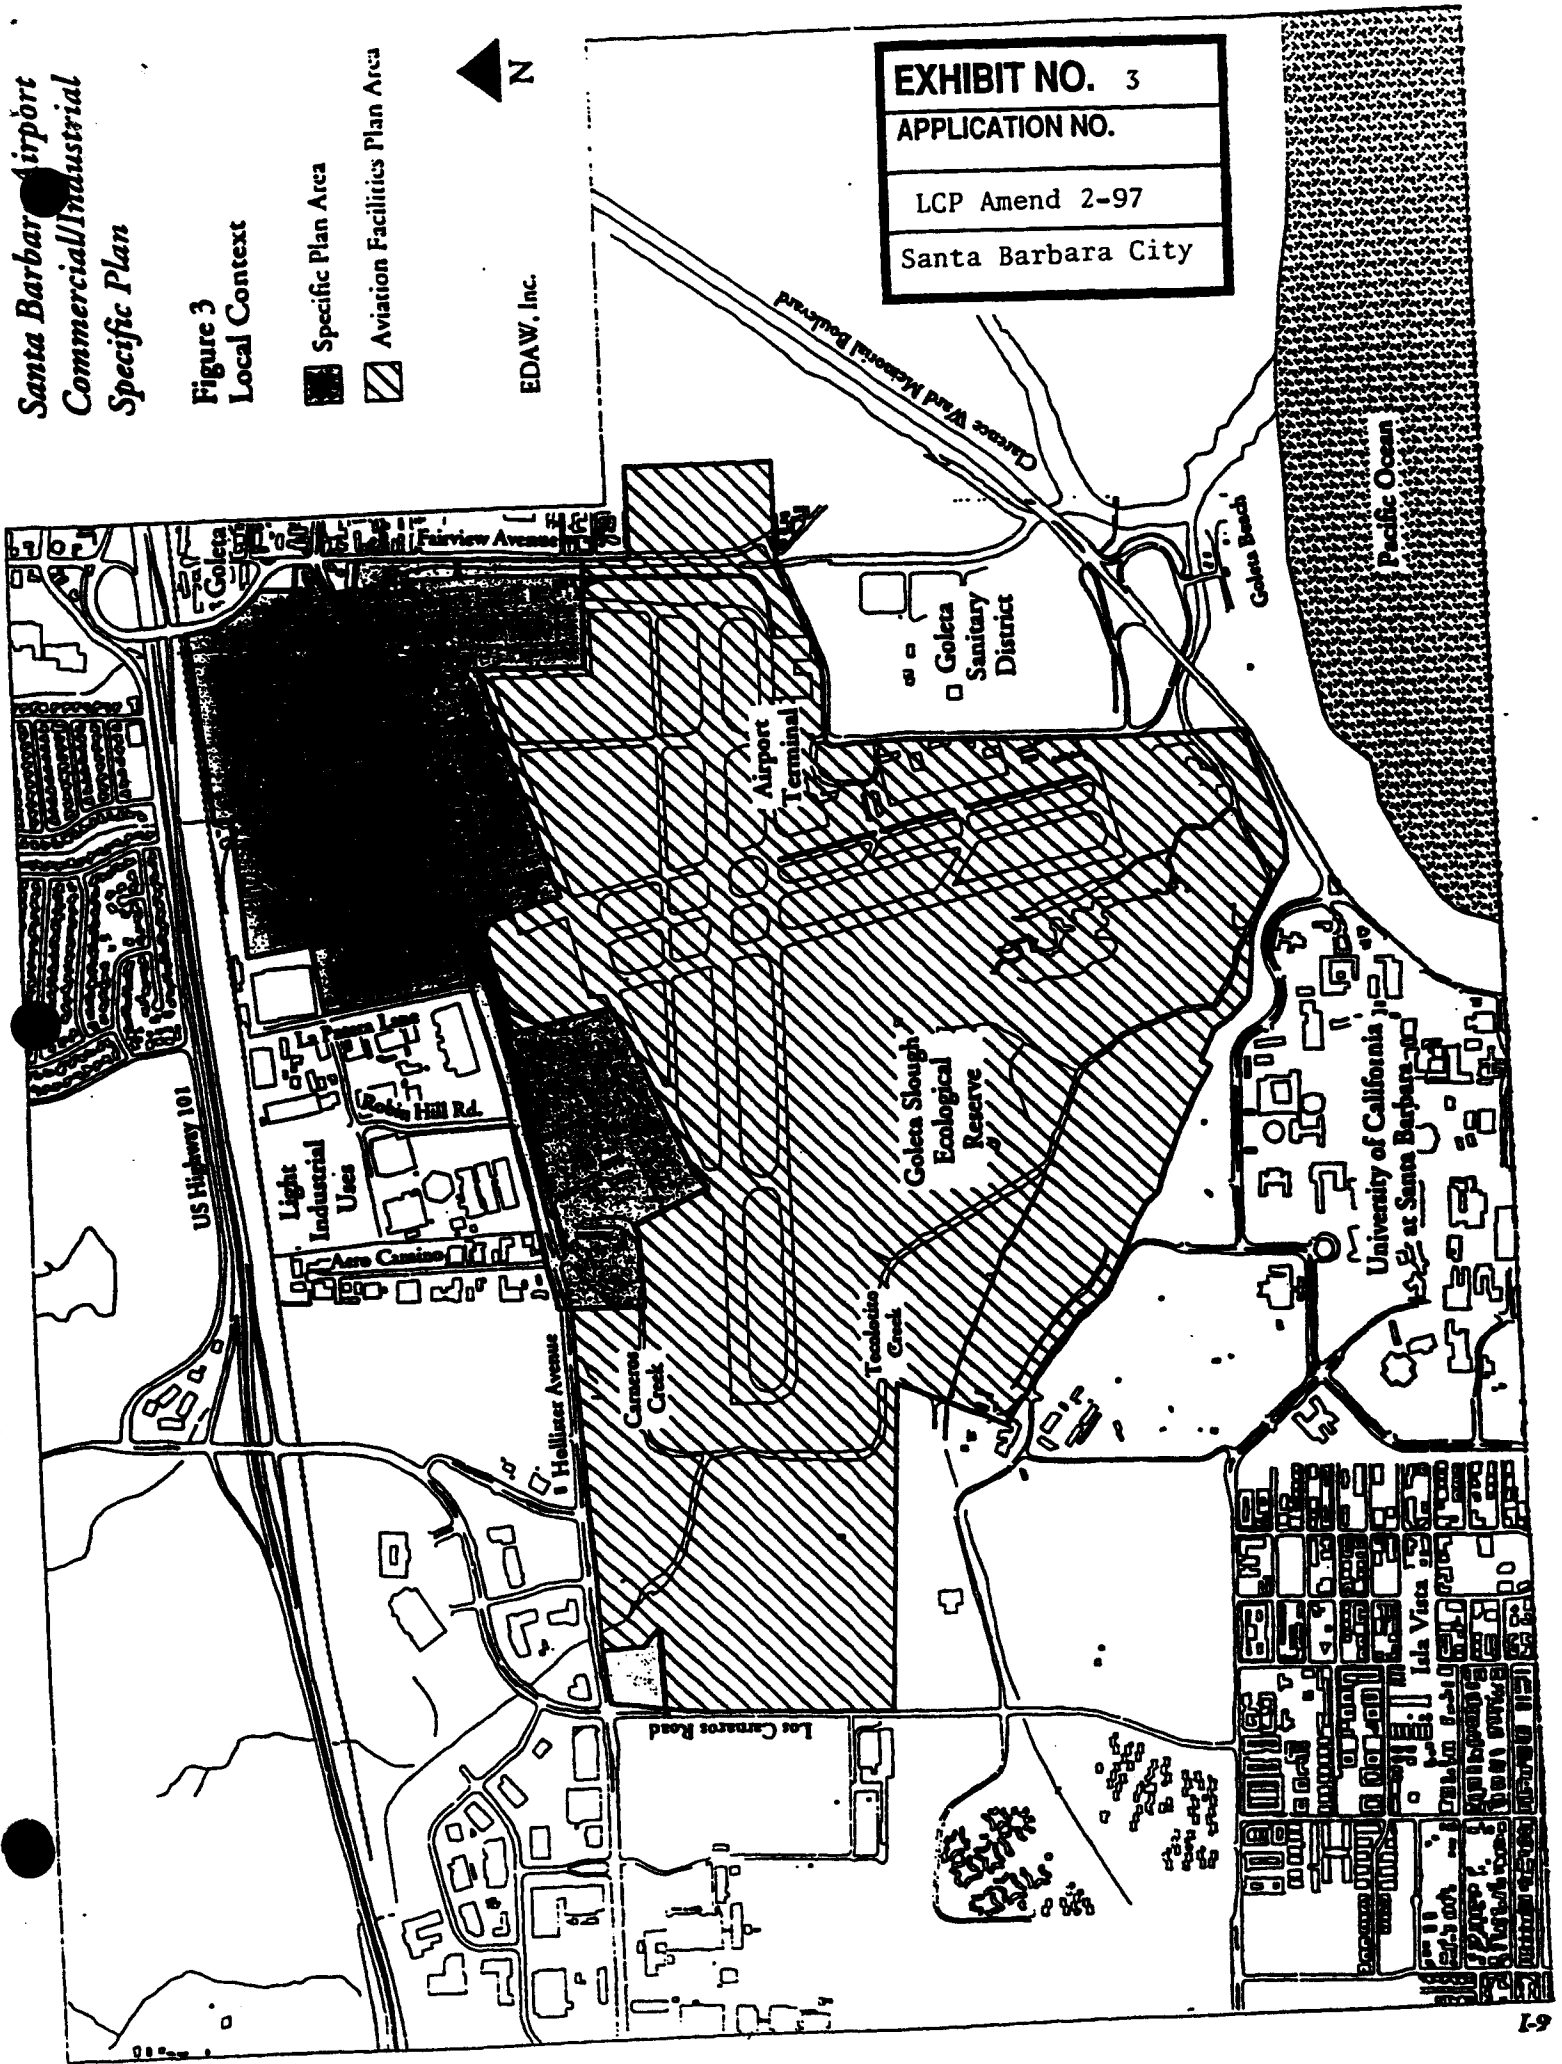 Santa Barbara Airport
Commercial/Industrial
Specific Plan
Figure 3
Local Context
Specific Plan Area
Aviation Facilities Plan Area
N
EDAW, Inc.
EXHIBIT NO. 3
APPLICATION NO.
LCP Amend 2-97
Santa Barbara City
Goleta
Fairview Avenue
Clarence Ward Memorial Boulevard
US Highway 101
La Patera Lane
Robin Hill Rd.
Light
Industrial
Uses
Aero Camino
Hollister Avenue
Airport
Terminal
Goleta
Sanitary
District
Goleta Beach
Pacific Ocean
Goleta Slough
Ecological
Reserve
Carneros
Creek
Tecolotito
Creek
Los Carneros Road
University of California
at Santa Barbara
Isla Vista
I-9